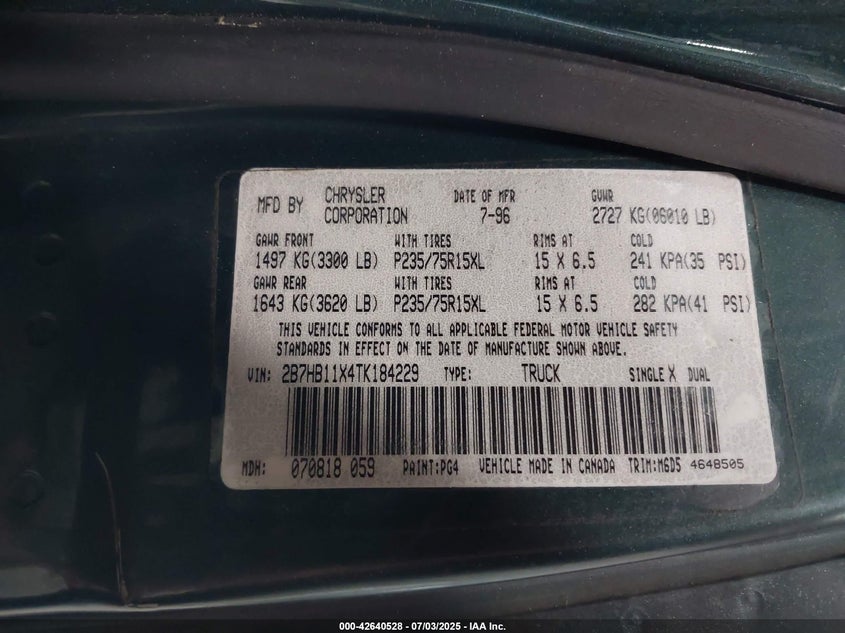 MFD BY CHRYSLER CORPORATION DATE OF MFR 7-96 GVWR 2727 KG(06010 LB)
GAWR FRONT WITH TIRES RIMS AT COLD
1497 KG(3300 LB) P235/75R15XL 15 X 6.5 241 KPA(35 PSI)
GAWR REAR WITH TIRES RIMS AT COLD
1643 KG(3620 LB) P235/75R15XL 15 X 6.5 282 KPA(41 PSI)
THIS VEHICLE CONFORMS TO ALL APPLICABLE FEDERAL MOTOR VEHICLE SAFETY
STANDARDS IN EFFECT ON THE DATE OF MANUFACTURE SHOWN ABOVE.
VIN: 2B7HB11X4TK184229 TYPE: TRUCK SINGLE X DUAL
MDH: 070818 059 PAINT:PG4 VEHICLE MADE IN CANADA TRIM:M6D5 4648505
000-42640528 - 07/03/2025 - IAA Inc.